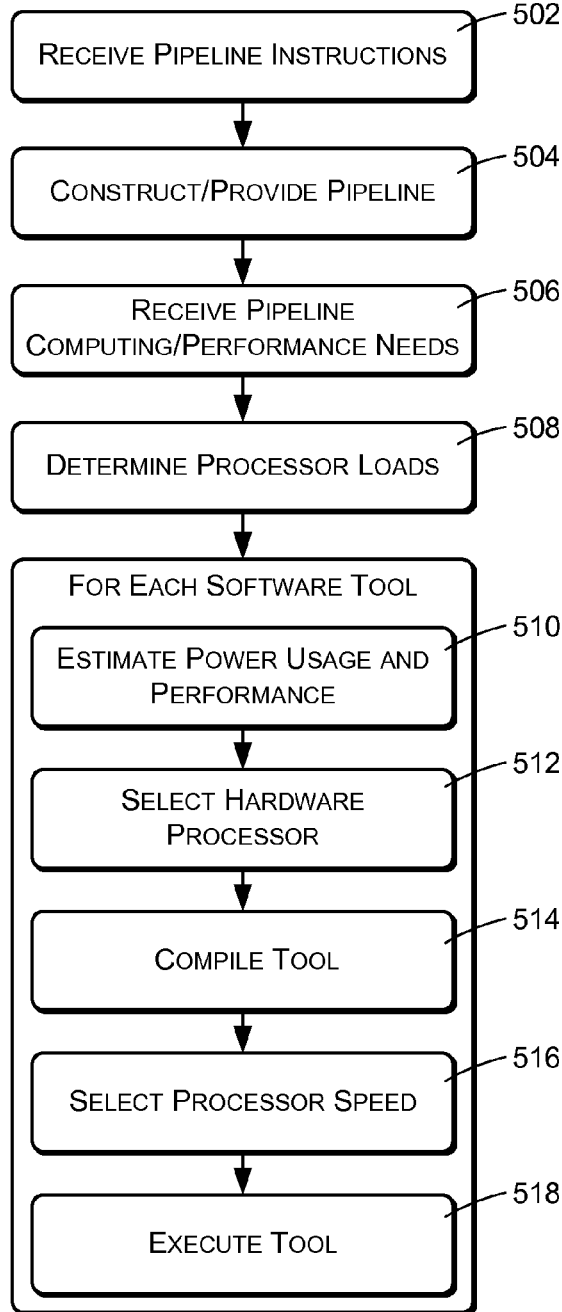 502
RECEIVE PIPELINE INSTRUCTIONS
504
CONSTRUCT/PROVIDE PIPELINE
506
RECEIVE PIPELINE
COMPUTING/PERFORMANCE NEEDS
508
DETERMINE PROCESSOR LOADS
FOR EACH SOFTWARE TOOL
510
ESTIMATE POWER USAGE AND
PERFORMANCE
512
SELECT HARDWARE
PROCESSOR
514
COMPILE TOOL
516
SELECT PROCESSOR SPEED
518
EXECUTE TOOL